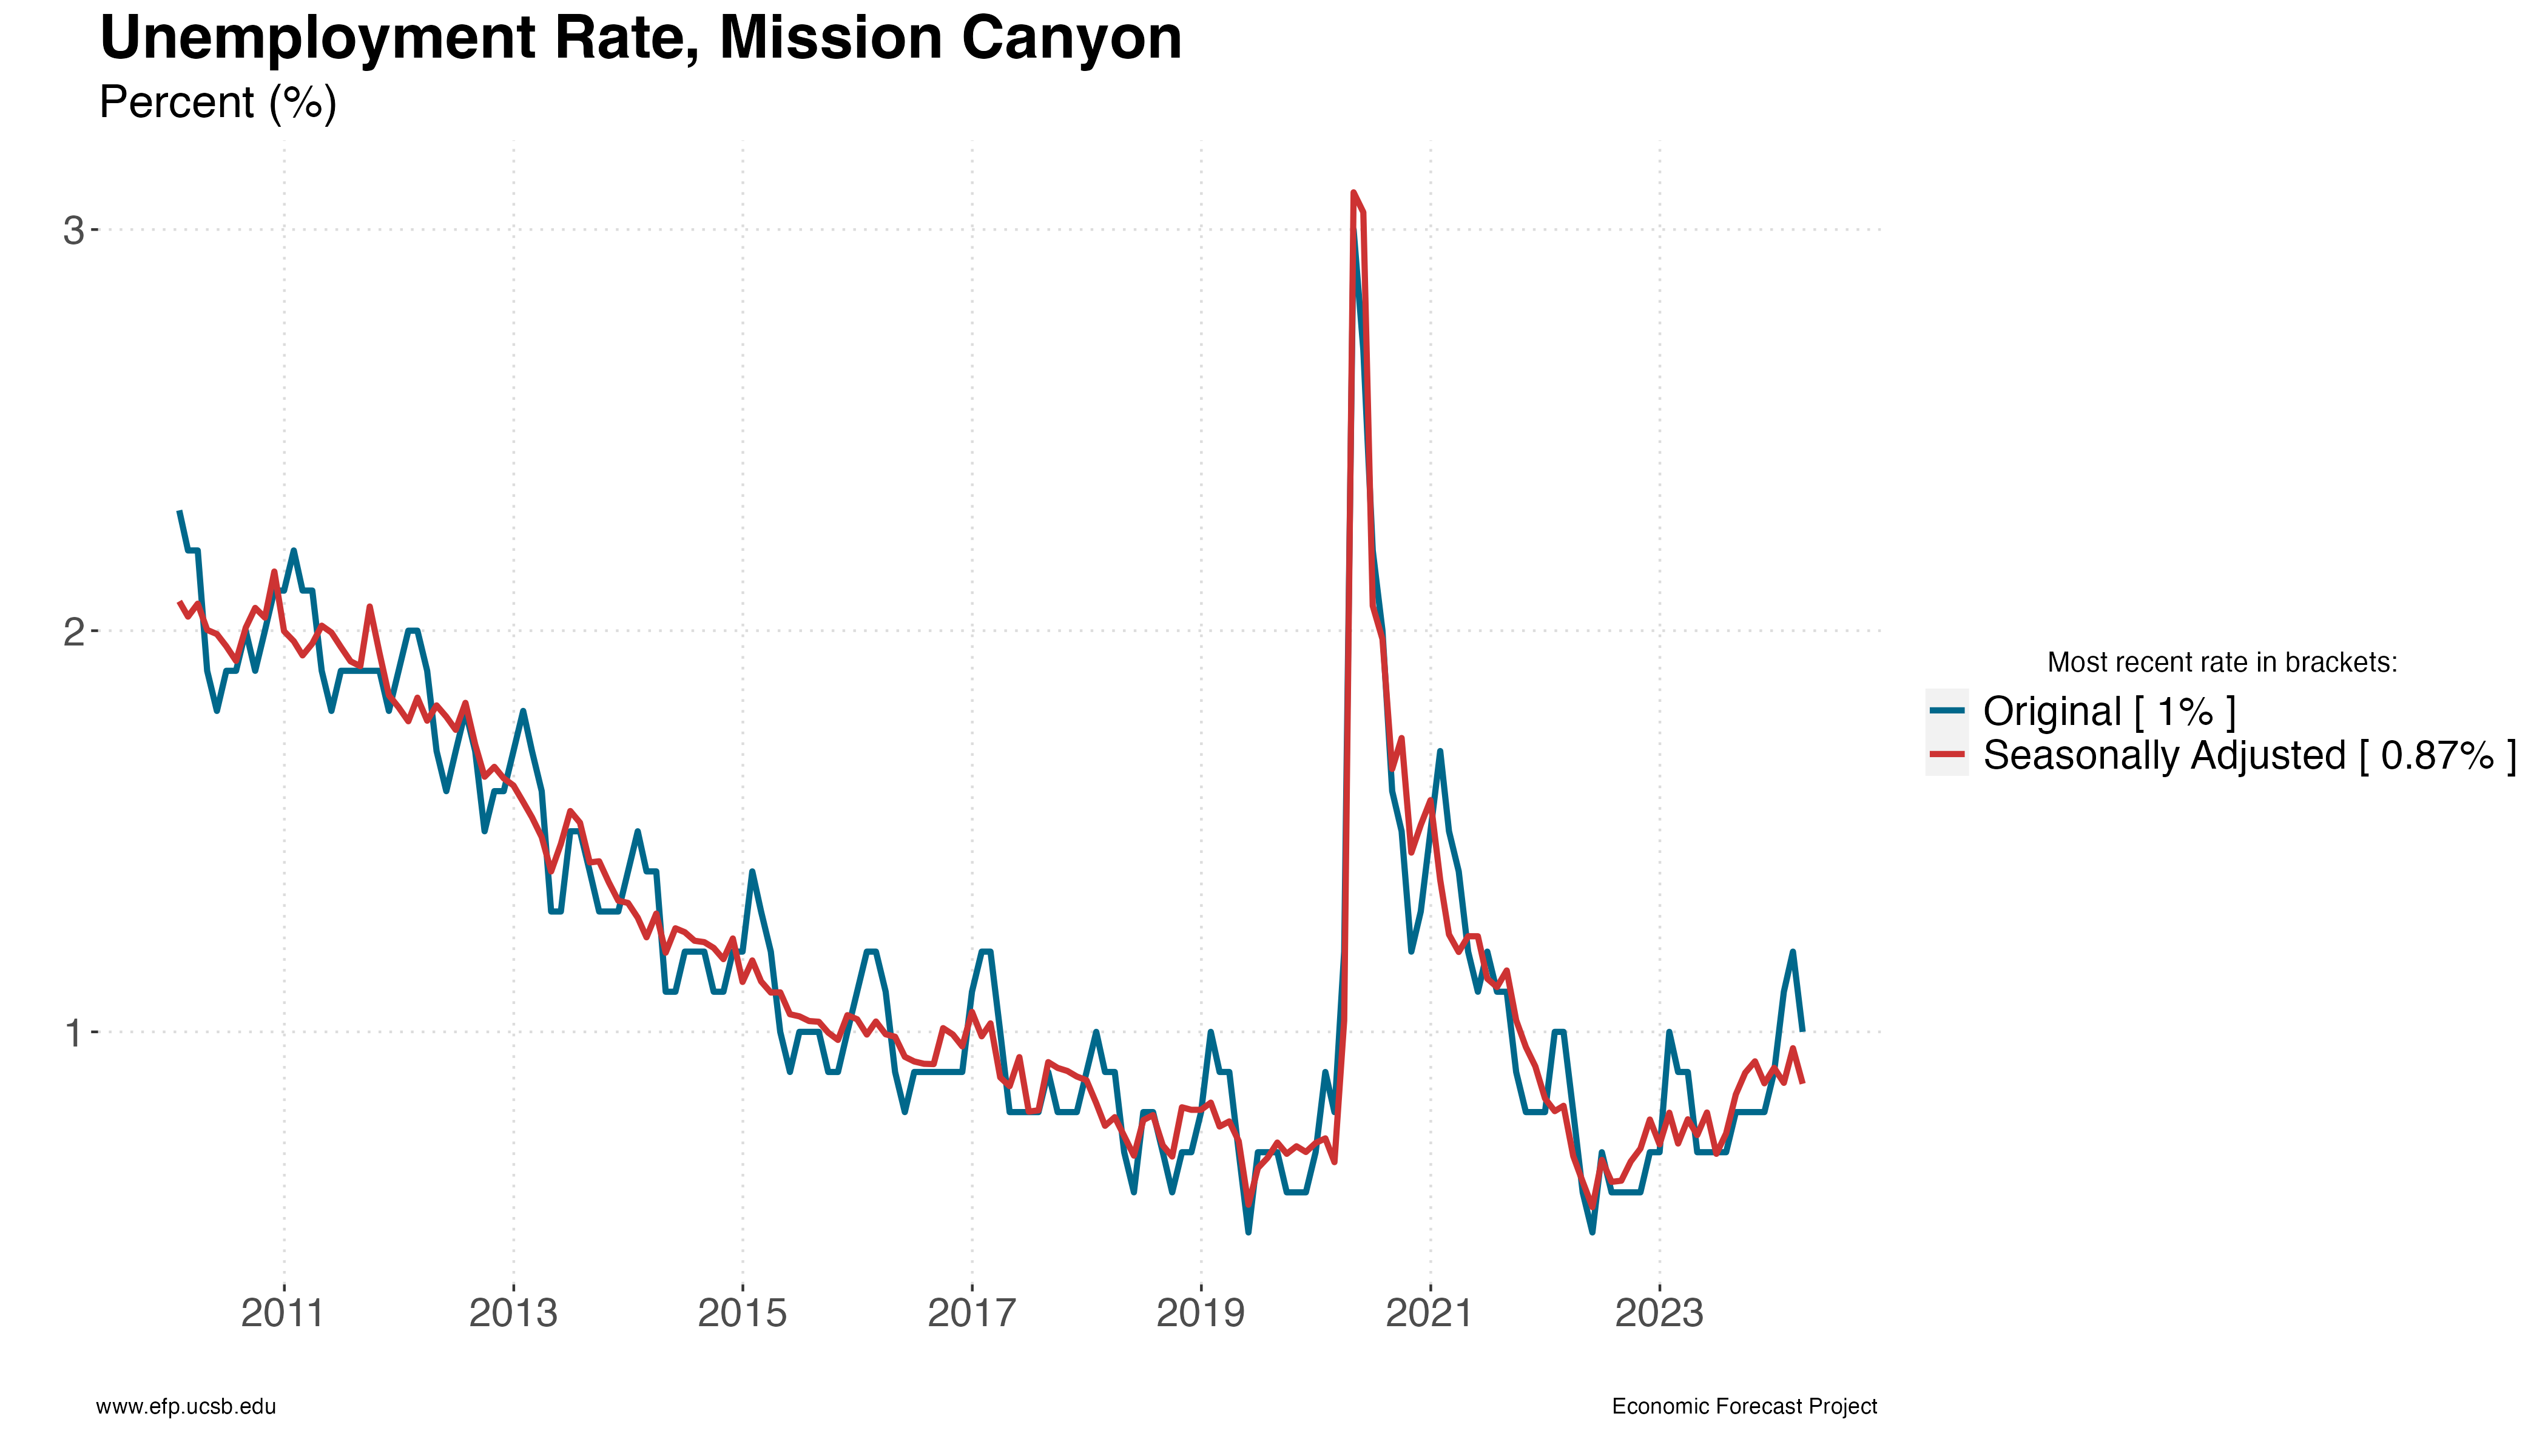 Unemployment Rate, Mission Canyon
Percent (%)
3
2
1
2011 2013 2015 2017 2019 2021 2023
Most recent rate in brackets:
Original [ 1% ]
Seasonally Adjusted [ 0.87% ]
www.efp.ucsb.edu
Economic Forecast Project